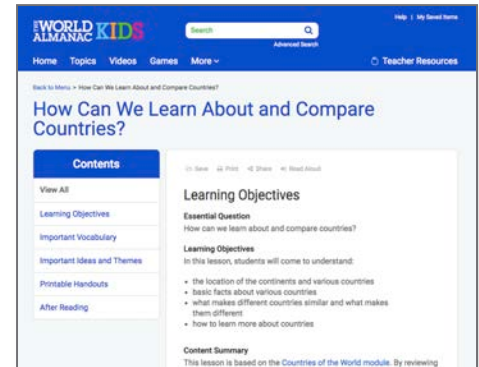 Help | My Saved Items
THE WORLD ALMANAC KIDS
Search
Advanced Search
Home Topics Videos Games More
Teacher Resources
Back to Menu > How Can We Learn About and Compare Countries?
How Can We Learn About and Compare
Countries?
Contents
View All
Learning Objectives
Important Vocabulary
Important Ideas and Themes
Printable Handouts
After Reading
Save Print Share Read Aloud
Learning Objectives
Essential Question
How can we learn about and compare countries?
Learning Objectives
In this lesson, students will come to understand:
• the location of the continents and various countries
• basic facts about various countries
• what makes different countries similar and what makes
them different
• how to learn more about countries
Content Summary
This lesson is based on the Countries of the World module. By reviewing